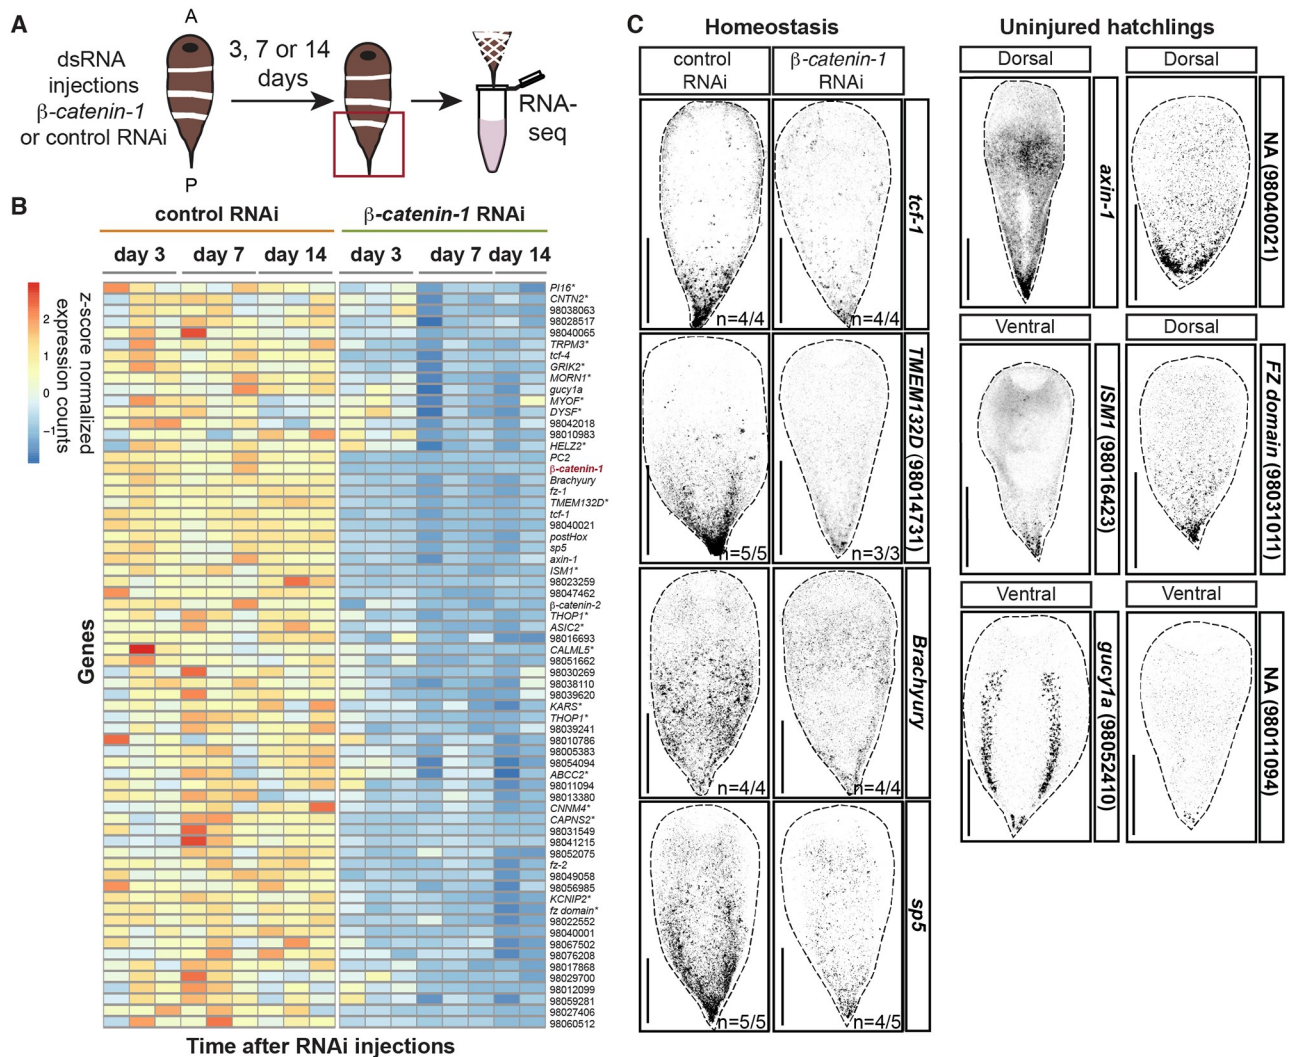 A
A
dsRNA
injections
β-catenin-1
or control RNAi
P
3, 7 or 14
days
RNA-
seq
B
control RNAi
β-catenin-1 RNAi
day 3
day 7
day 14
day 3
day 7
day 14
z-score normalized
expression counts
2
1
0
−1
Genes
PI16*
CNTN2*
98038063
98028517
98040065
TRPM3*
tcf-4
GRIK2*
MORN1*
gucy1a
MYOF*
DYSF*
98042018
98010983
HELZ2*
PC2
β-catenin-1
Brachyury
fz-1
TMEM132D*
tcf-1
98040021
postHox
sp5
axin-1
ISM1*
98023259
98047462
β-catenin-2
THOP1*
ASIC2*
98016693
CALML5*
98051662
98030269
98038110
98039620
KARS*
THOP1*
98039241
98010786
98005383
98054094
ABCC2*
98011094
98013380
CNNM4*
CAPNS2*
98031549
98041215
98052075
fz-2
98049058
98056985
KCNIP2*
fz domain*
98022552
98040001
98067502
98076208
98017868
98029700
98012099
98059281
98027406
98060512
Time after RNAi injections
C
Homeostasis
control
RNAi
β-catenin-1
RNAi
n=4/4
n=4/4
tcf-1
n=5/5
n=3/3
TMEM132D (98014731)
n=4/4
n=4/4
Brachyury
n=5/5
n=4/5
sp5
Uninjured hatchlings
Dorsal
axin-1
Dorsal
NA (98040021)
Ventral
ISM1 (98016423)
Dorsal
FZ domain (98031011)
Ventral
gucy1a (98052410)
Ventral
NA (98011094)